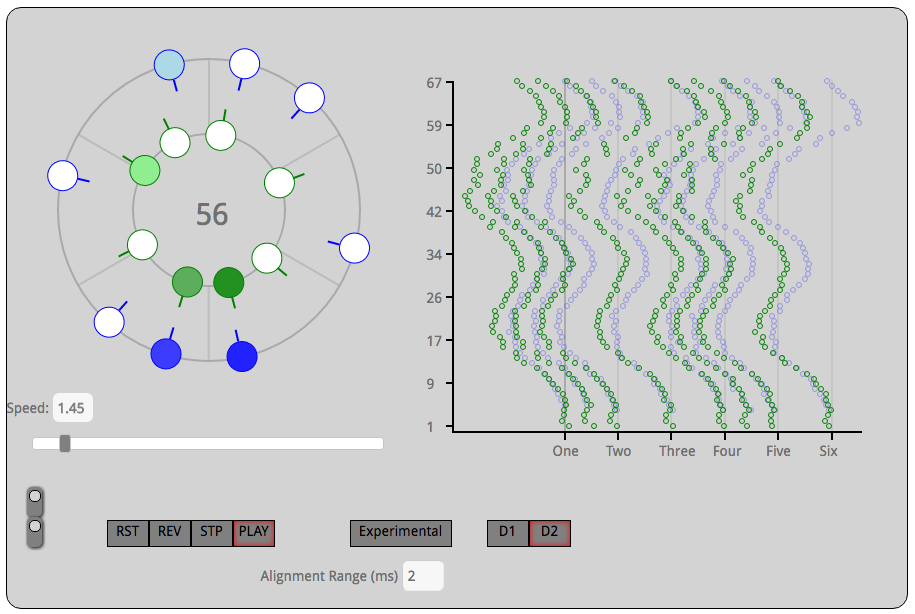 67
59
56
50
42
34
26
17
9
1
One Two Three Four Five Six
Speed: 1.45
RST REV STP PLAY Experimental D1 D2
Alignment Range (ms) 2